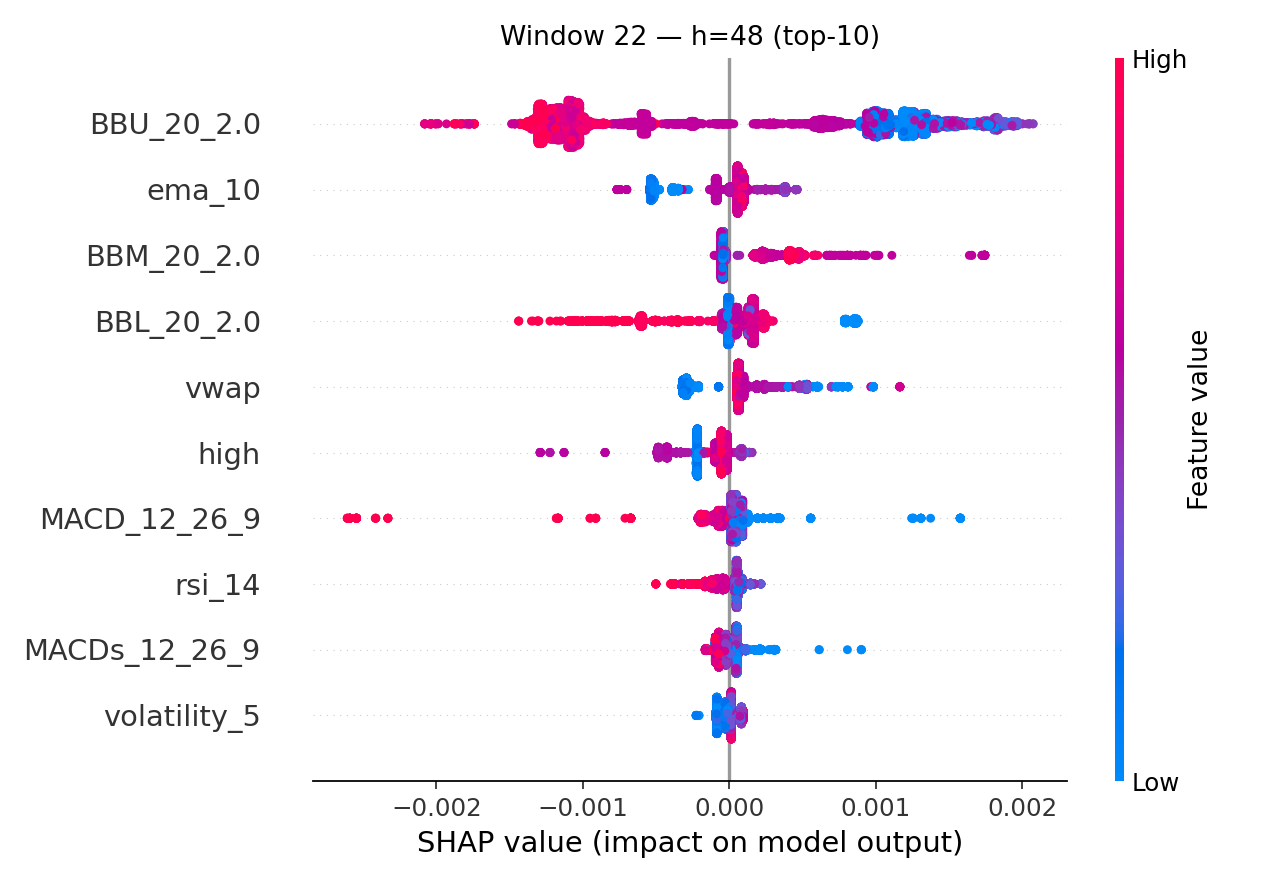 Window 22 — h=48 (top-10)
High
BBU_20_2.0
ema_10
BBM_20_2.0
BBL_20_2.0
vwap
high
MACD_12_26_9
rsi_14
MACDs_12_26_9
volatility_5
Feature value
Low
−0.002
−0.001
0.000
0.001
0.002
SHAP value (impact on model output)